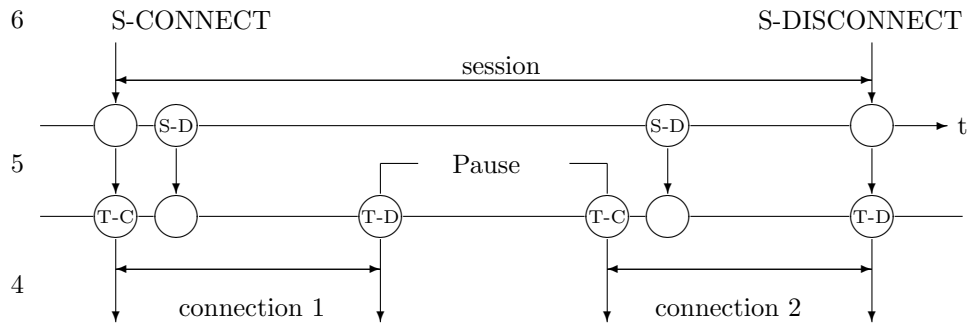 6 S-CONNECT S-DISCONNECT
session
S-D S-D t
5 Pause
T-C T-D T-C T-D
4
connection 1 connection 2